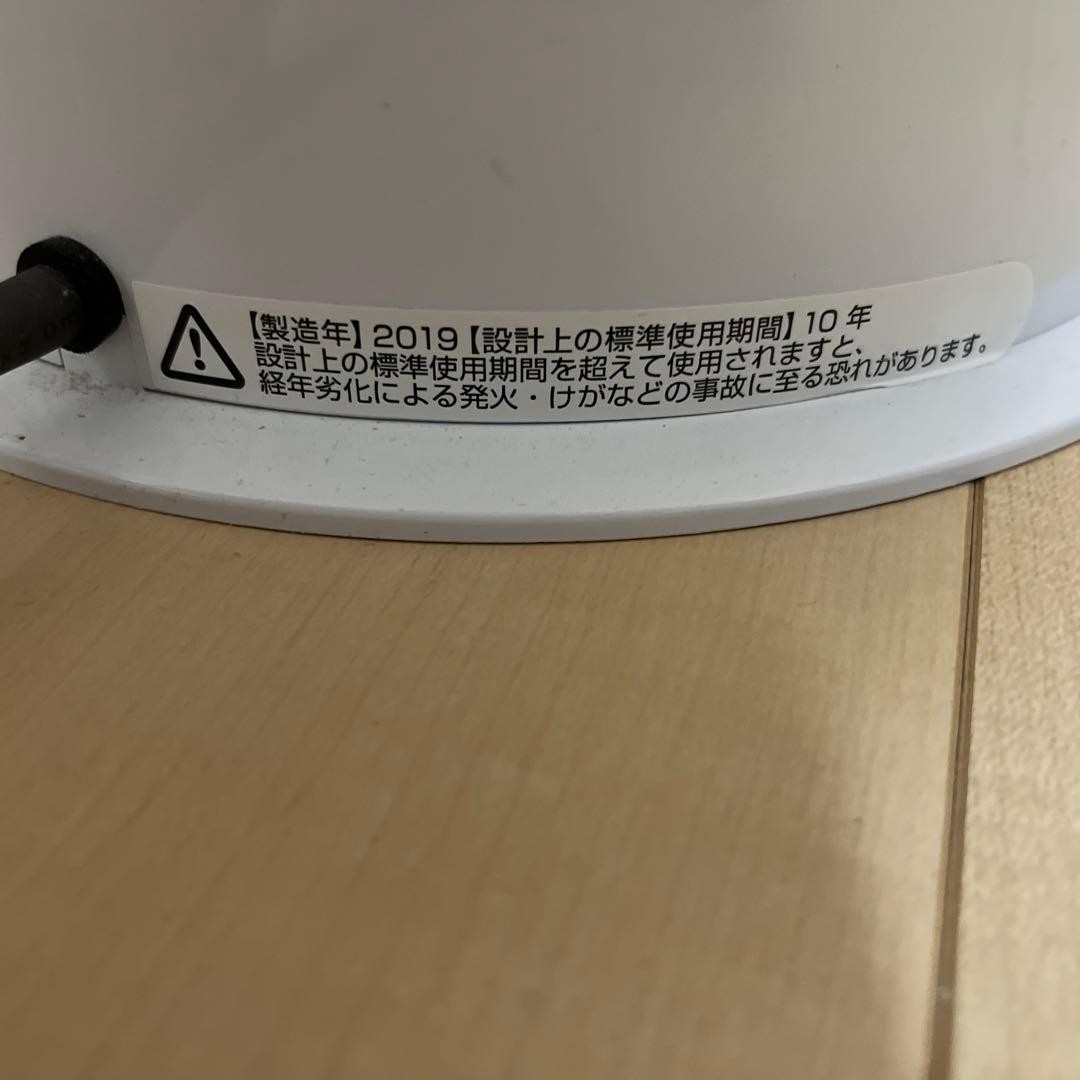 【製造年】2019【設計上の標準使用期間】10 年
設計上の標準使用期間を超えて使用されますと、
経年劣化による発火・けがなどの事故に至る恐れがあります。